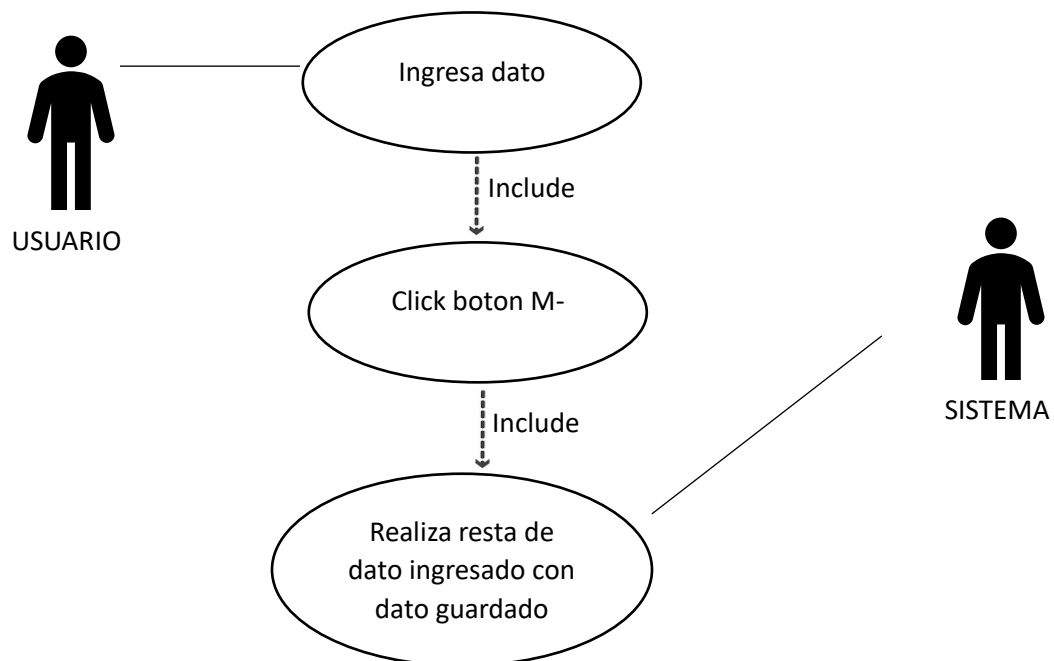 Ingresa dato
Include
USUARIO
Click boton M-
SISTEMA
Include
Realiza resta de
dato ingresado con
dato guardado